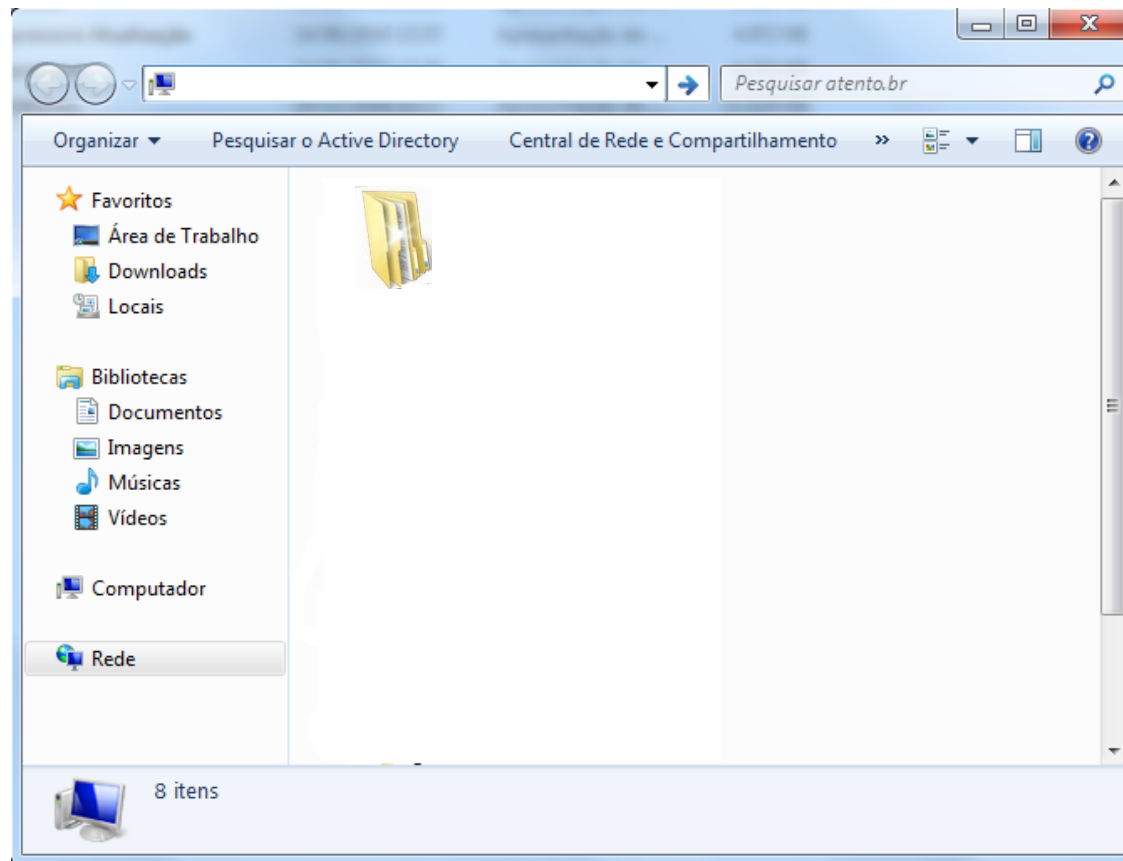 Pesquisar atento.br
Organizar Pesquisar o Active Directory Central de Rede e Compartilhamento »
Favoritos
Área de Trabalho
Downloads
Locais
Bibliotecas
Documentos
Imagens
Músicas
Vídeos
Computador
Rede
8 itens